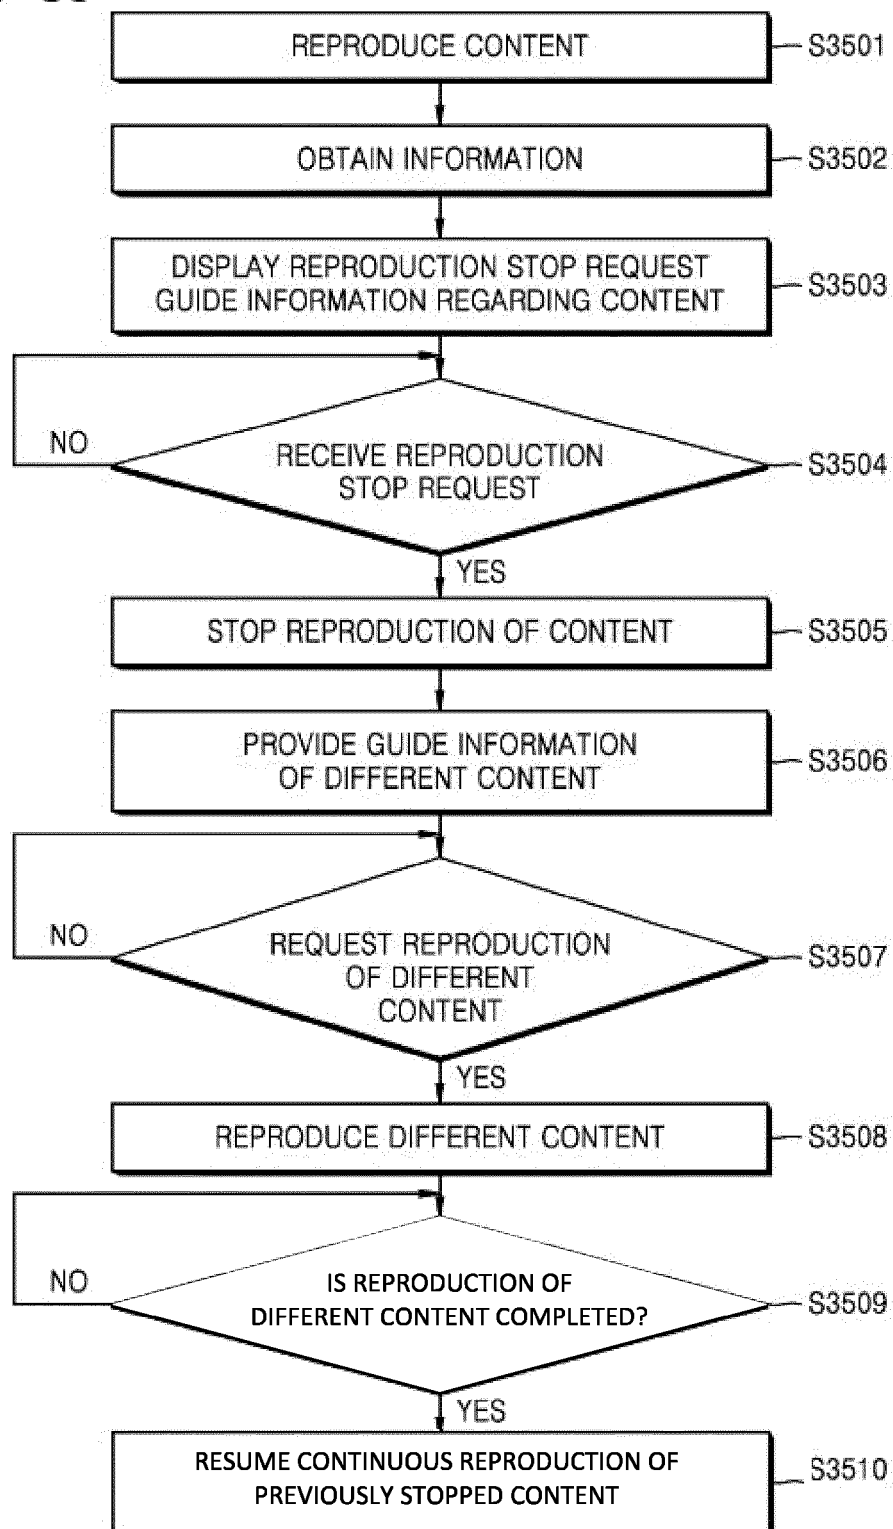 REPRODUCE CONTENT
S3501
OBTAIN INFORMATION
S3502
DISPLAY REPRODUCTION STOP REQUEST
GUIDE INFORMATION REGARDING CONTENT
S3503
NO
RECEIVE REPRODUCTION
STOP REQUEST
S3504
YES
STOP REPRODUCTION OF CONTENT
S3505
PROVIDE GUIDE INFORMATION
OF DIFFERENT CONTENT
S3506
NO
REQUEST REPRODUCTION
OF DIFFERENT
CONTENT
S3507
YES
REPRODUCE DIFFERENT CONTENT
S3508
NO
IS REPRODUCTION OF
DIFFERENT CONTENT COMPLETED?
S3509
YES
RESUME CONTINUOUS REPRODUCTION OF
PREVIOUSLY STOPPED CONTENT
S3510